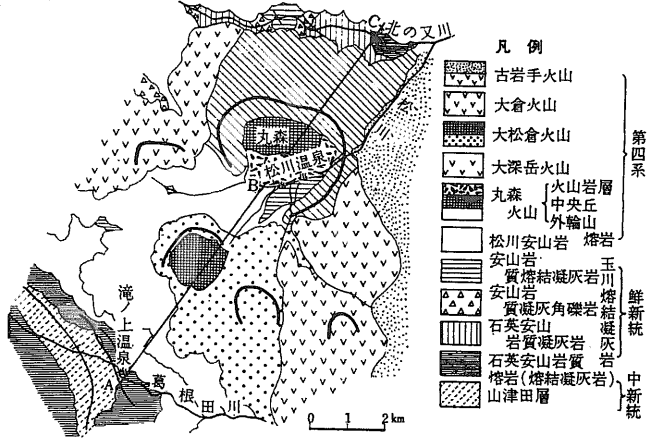 C
北の又川
松川
丸森
松川温泉
B
滝ノ上温泉
A
葛根田川
0 1 2km
凡例
古岩手火山
大倉火山
大松倉火山
大深岳火山
丸森火山
火山岩層
中央丘
外輪山
松川安山岩 熔岩
安山岩
質熔結凝灰岩
安山岩
質凝灰角礫岩
石英安山
岩質凝灰岩
石英安山岩質
熔岩(熔結凝灰岩)
山津田層
第四系
玉川熔結凝灰岩
鮮新統
中新統